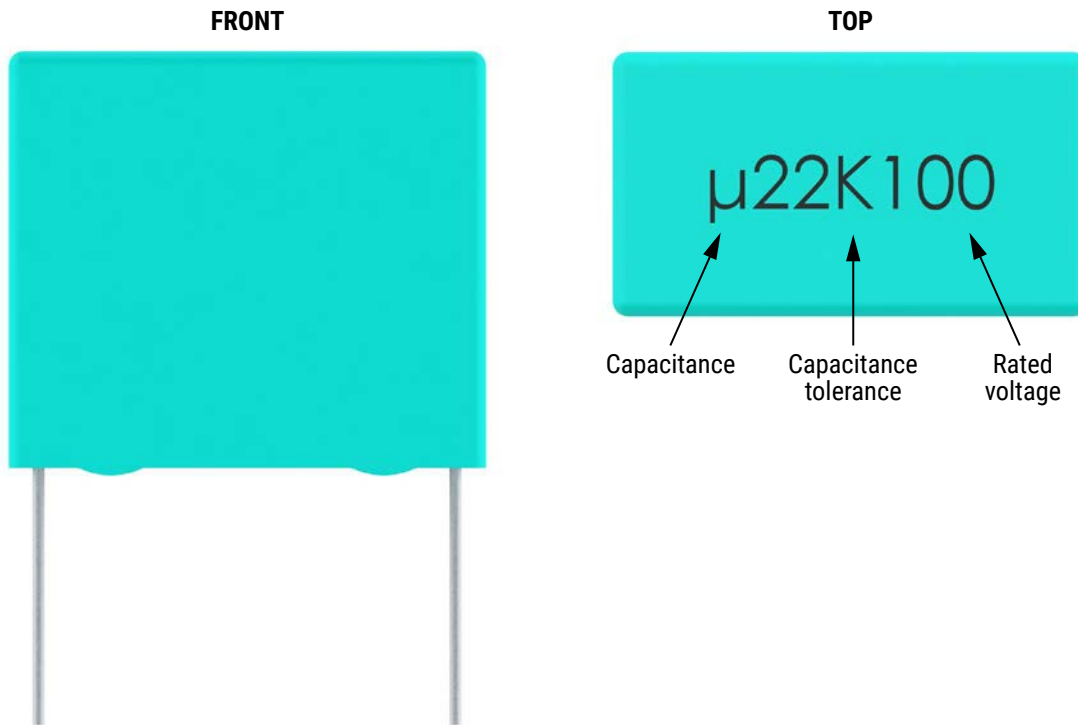 FRONT
TOP
µ22K100
Capacitance
Capacitance
tolerance
Rated
voltage